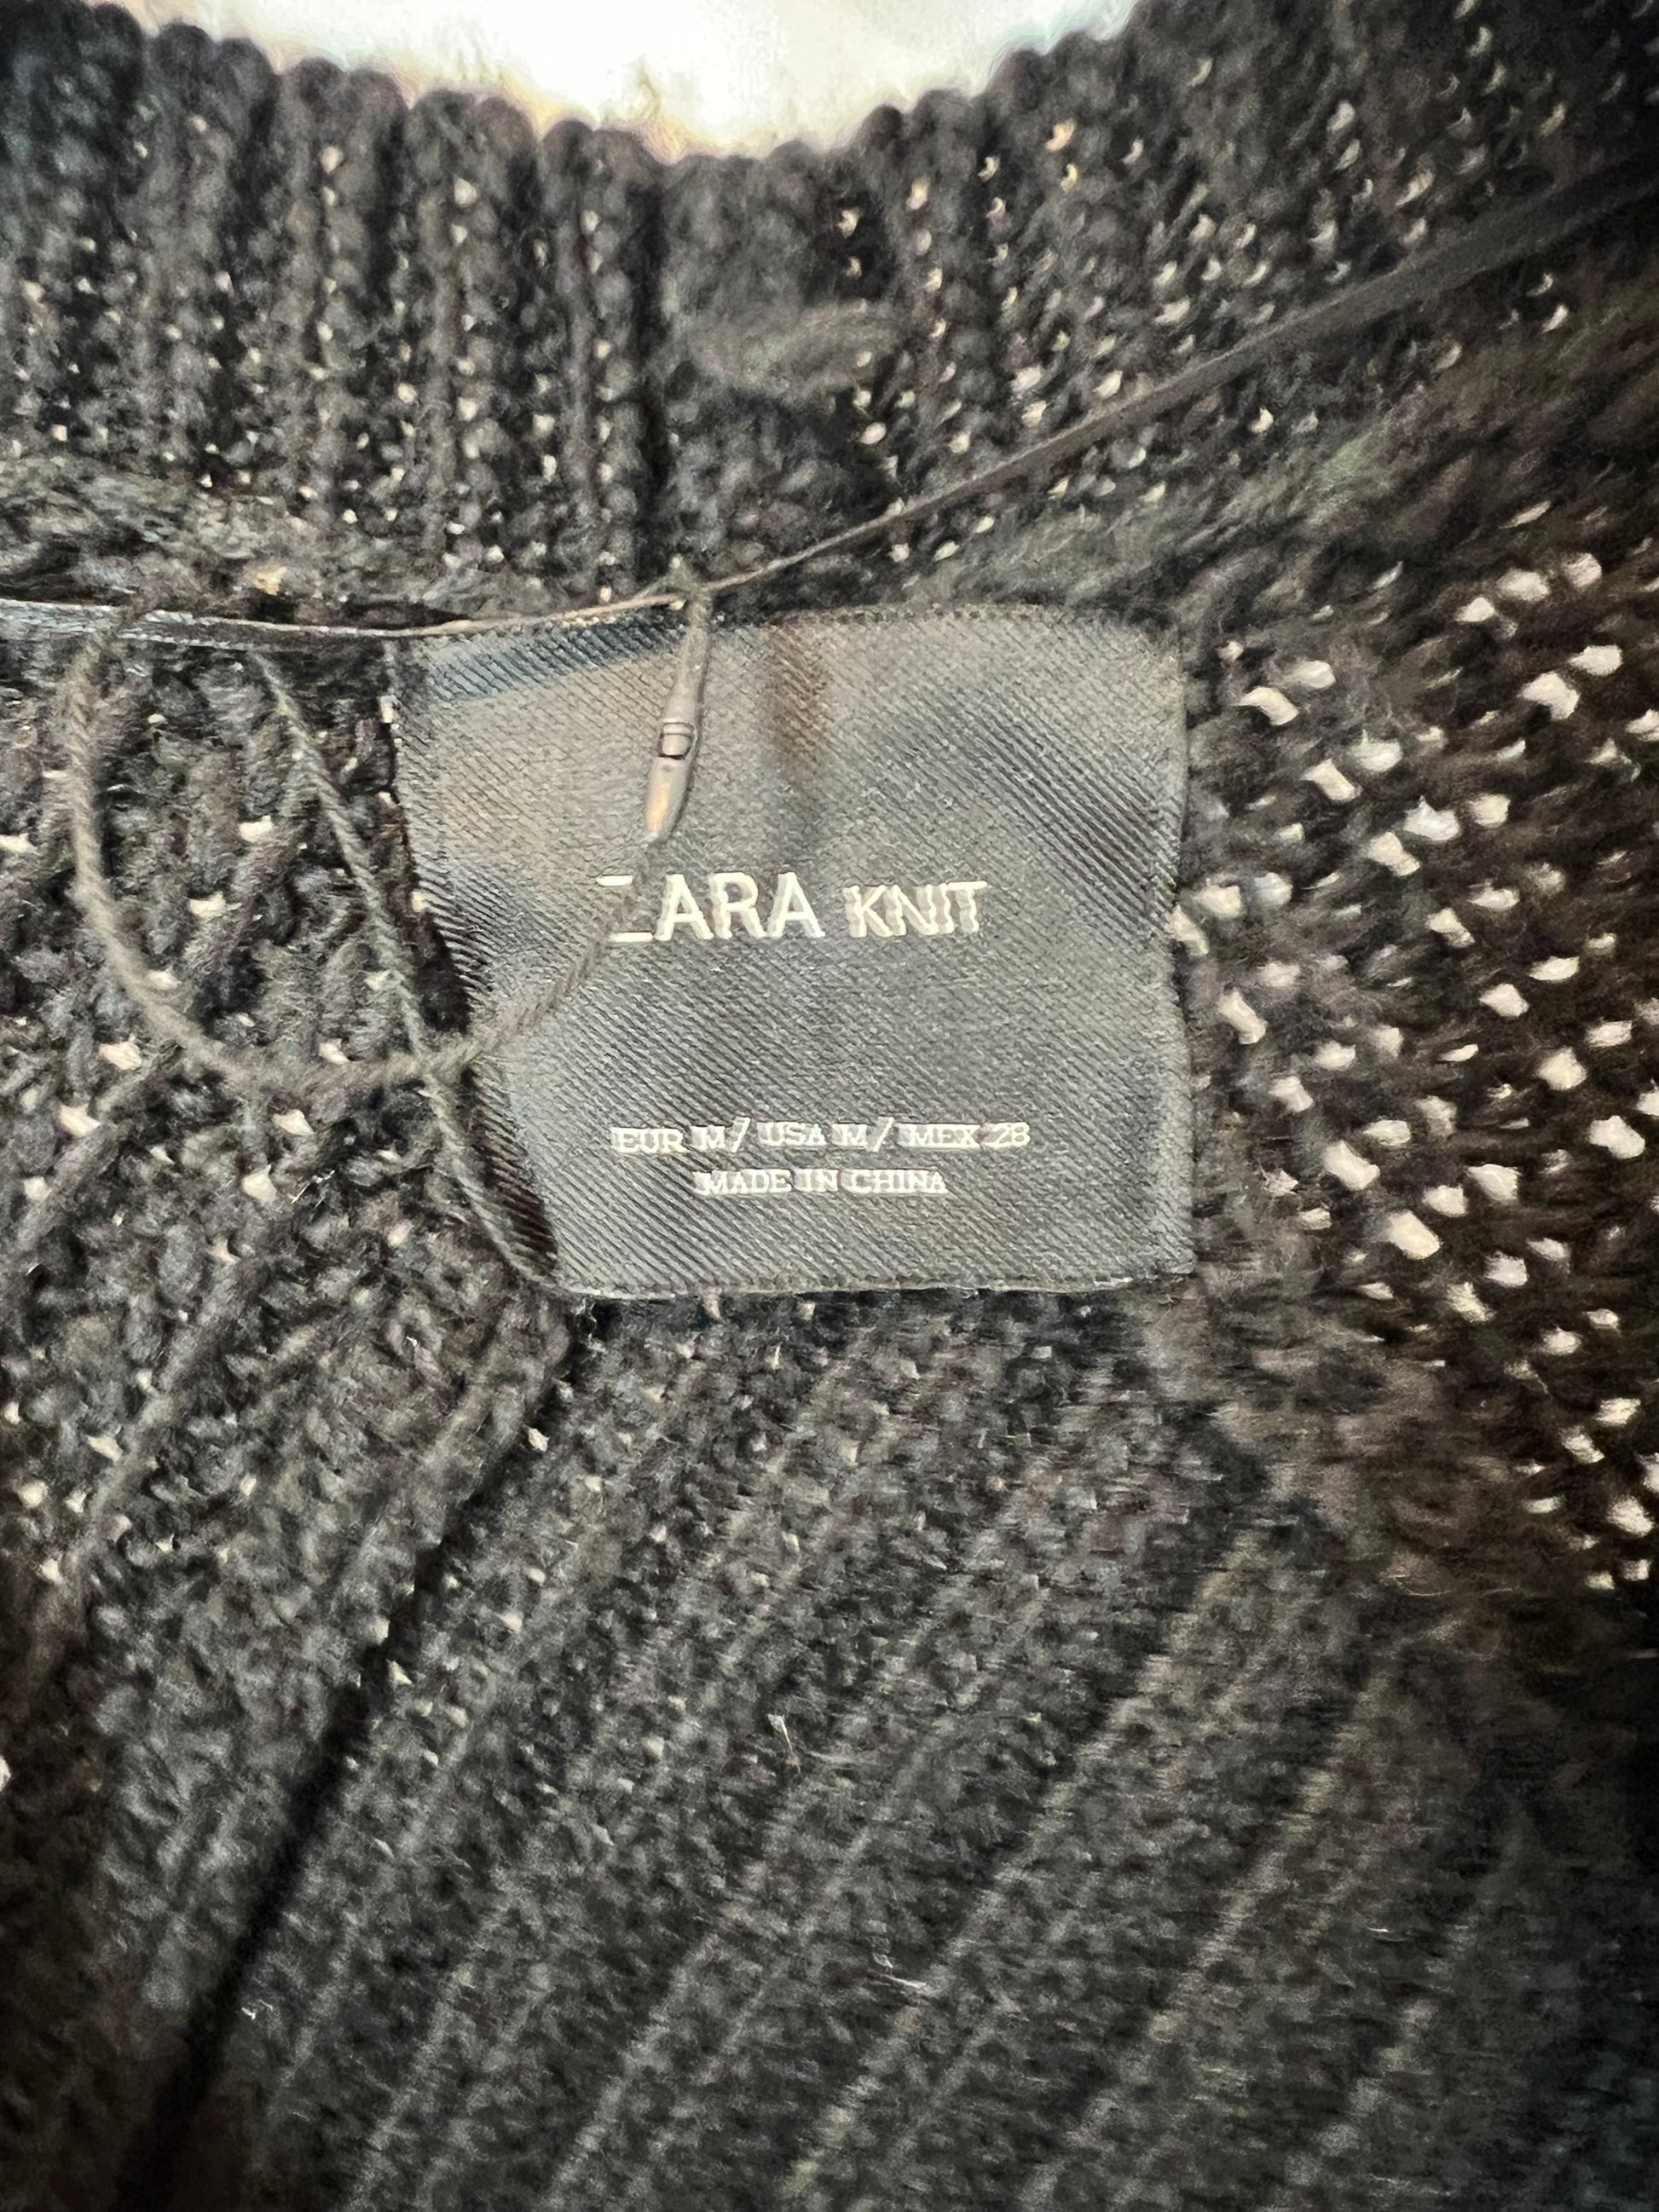 ZARA KNIT
EUR M / USA M / MEX 28
MADE IN CHINA